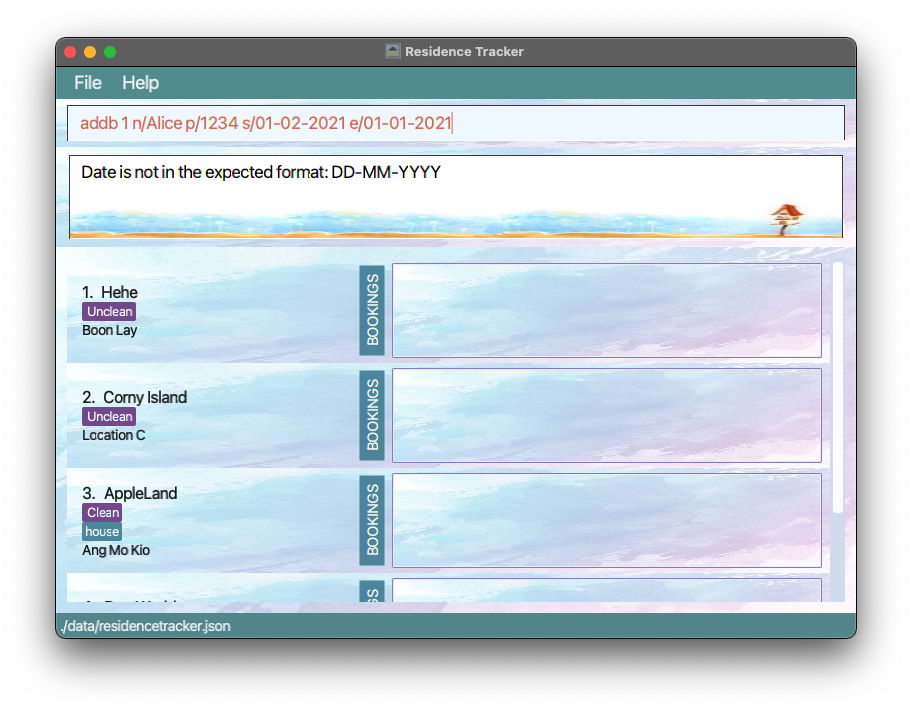 Residence Tracker
File Help
addb 1 n/Alice p/1234 s/01-02-2021 e/01-01-2021
Date is not in the expected format: DD-MM-YYYY
1. Hehe
Unclean
Boon Lay
BOOKINGS
2. Corny Island
Unclean
Location C
BOOKINGS
3. AppleLand
Clean
house
Ang Mo Kio
BOOKINGS
./data/residencetracker.json